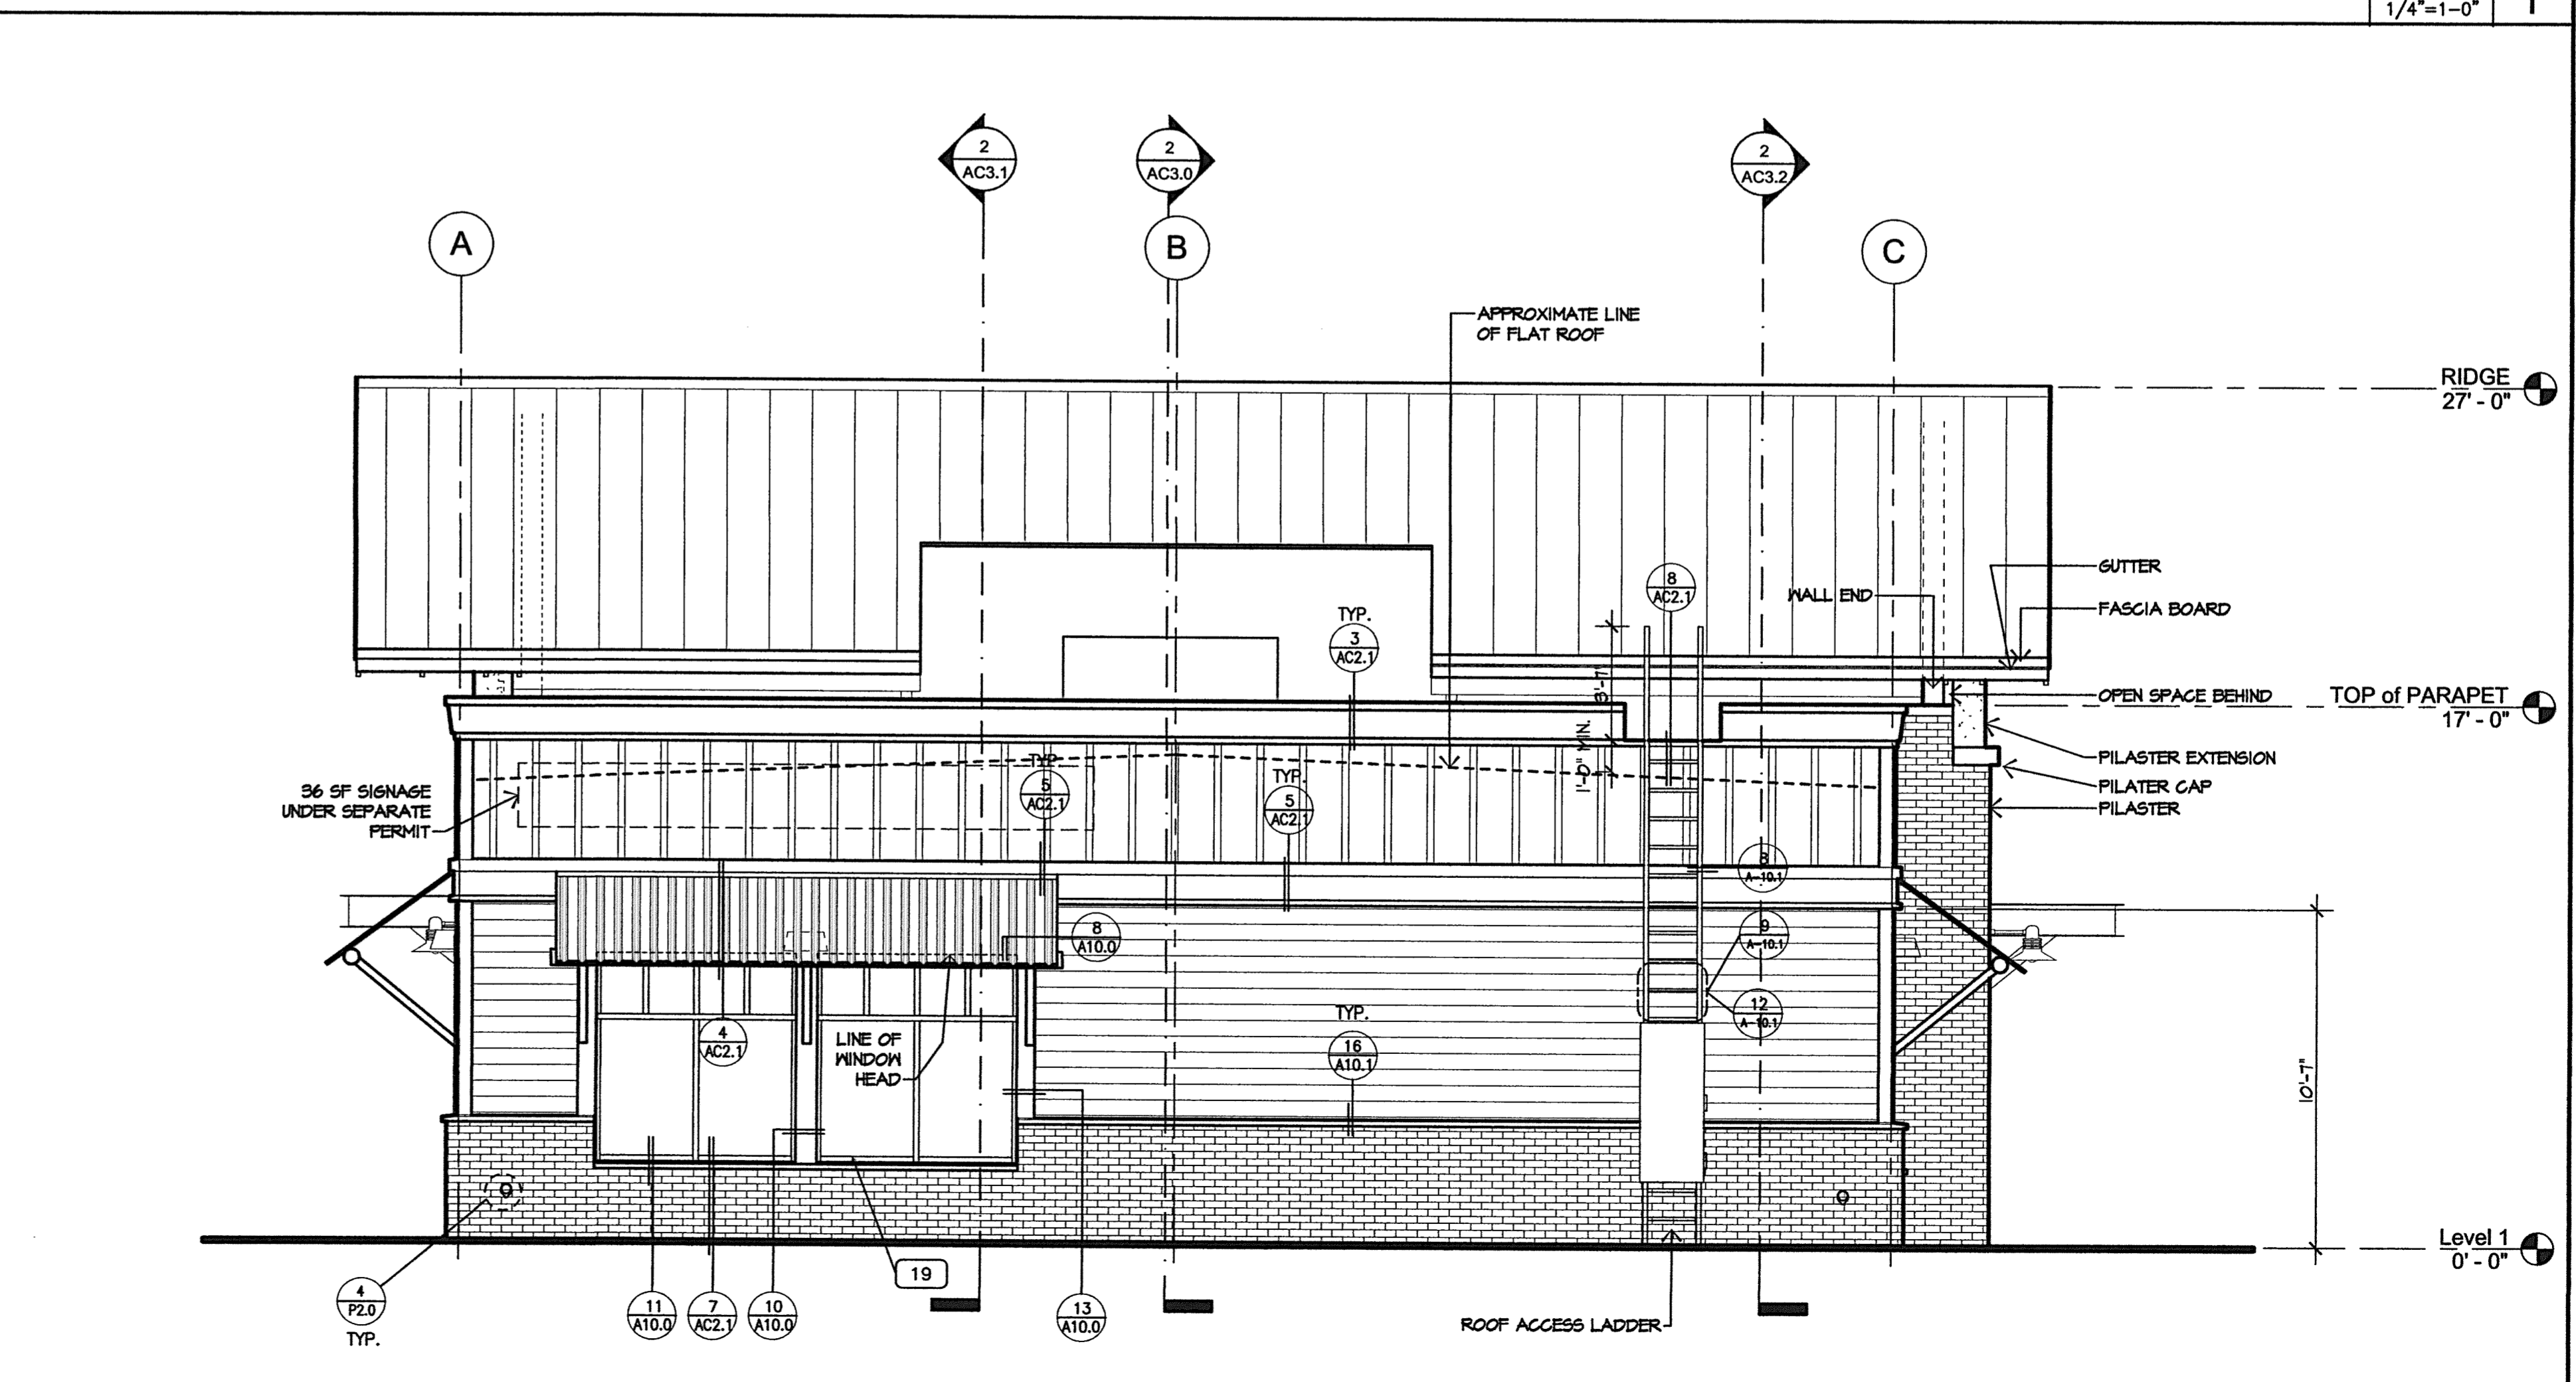 1/4"=1-0"
1
2
AC3.1
2
AC3.0
2
AC3.2
A
B
C
APPROXIMATE LINE
OF FLAT ROOF
RIDGE
27' - 0"
8
AC2.1
WALL END
GUTTER
FASCIA BOARD
TYP.
3
AC2.1
3'-7"
OPEN SPACE BEHIND
TOP of PARAPET
17' - 0"
1'-0" MIN.
PILASTER EXTENSION
PILATER CAP
PILASTER
36 SF SIGNAGE
UNDER SEPARATE
PERMIT
TYP.
5
AC2.1
TYP.
5
AC2.1
8
A-10.1
8
A10.0
9
A-10.1
12
A-10.1
4
AC2.1
LINE OF
WINDOW
HEAD
TYP.
16
A10.1
10'-7"
Level 1
0' - 0"
19
4
P2.0
TYP.
11
A10.0
7
AC2.1
10
A10.0
13
A10.0
ROOF ACCESS LADDER